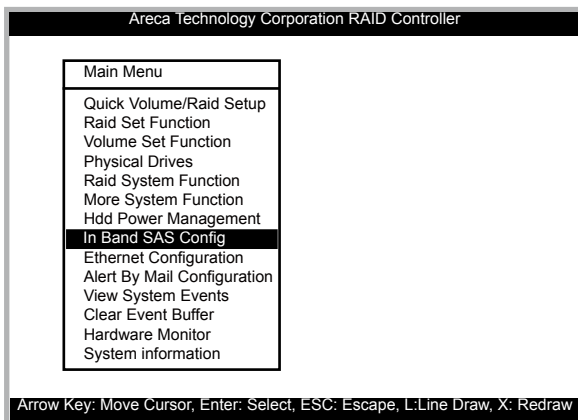 Areca Technology Corporation RAID Controller
Main Menu
Quick Volume/Raid Setup
Raid Set Function
Volume Set Function
Physical Drives
Raid System Function
More System Function
Hdd Power Management
In Band SAS Config
Ethernet Configuration
Alert By Mail Configuration
View System Events
Clear Event Buffer
Hardware Monitor
System information
Arrow Key: Move Cursor, Enter: Select, ESC: Escape, L:Line Draw, X: Redraw